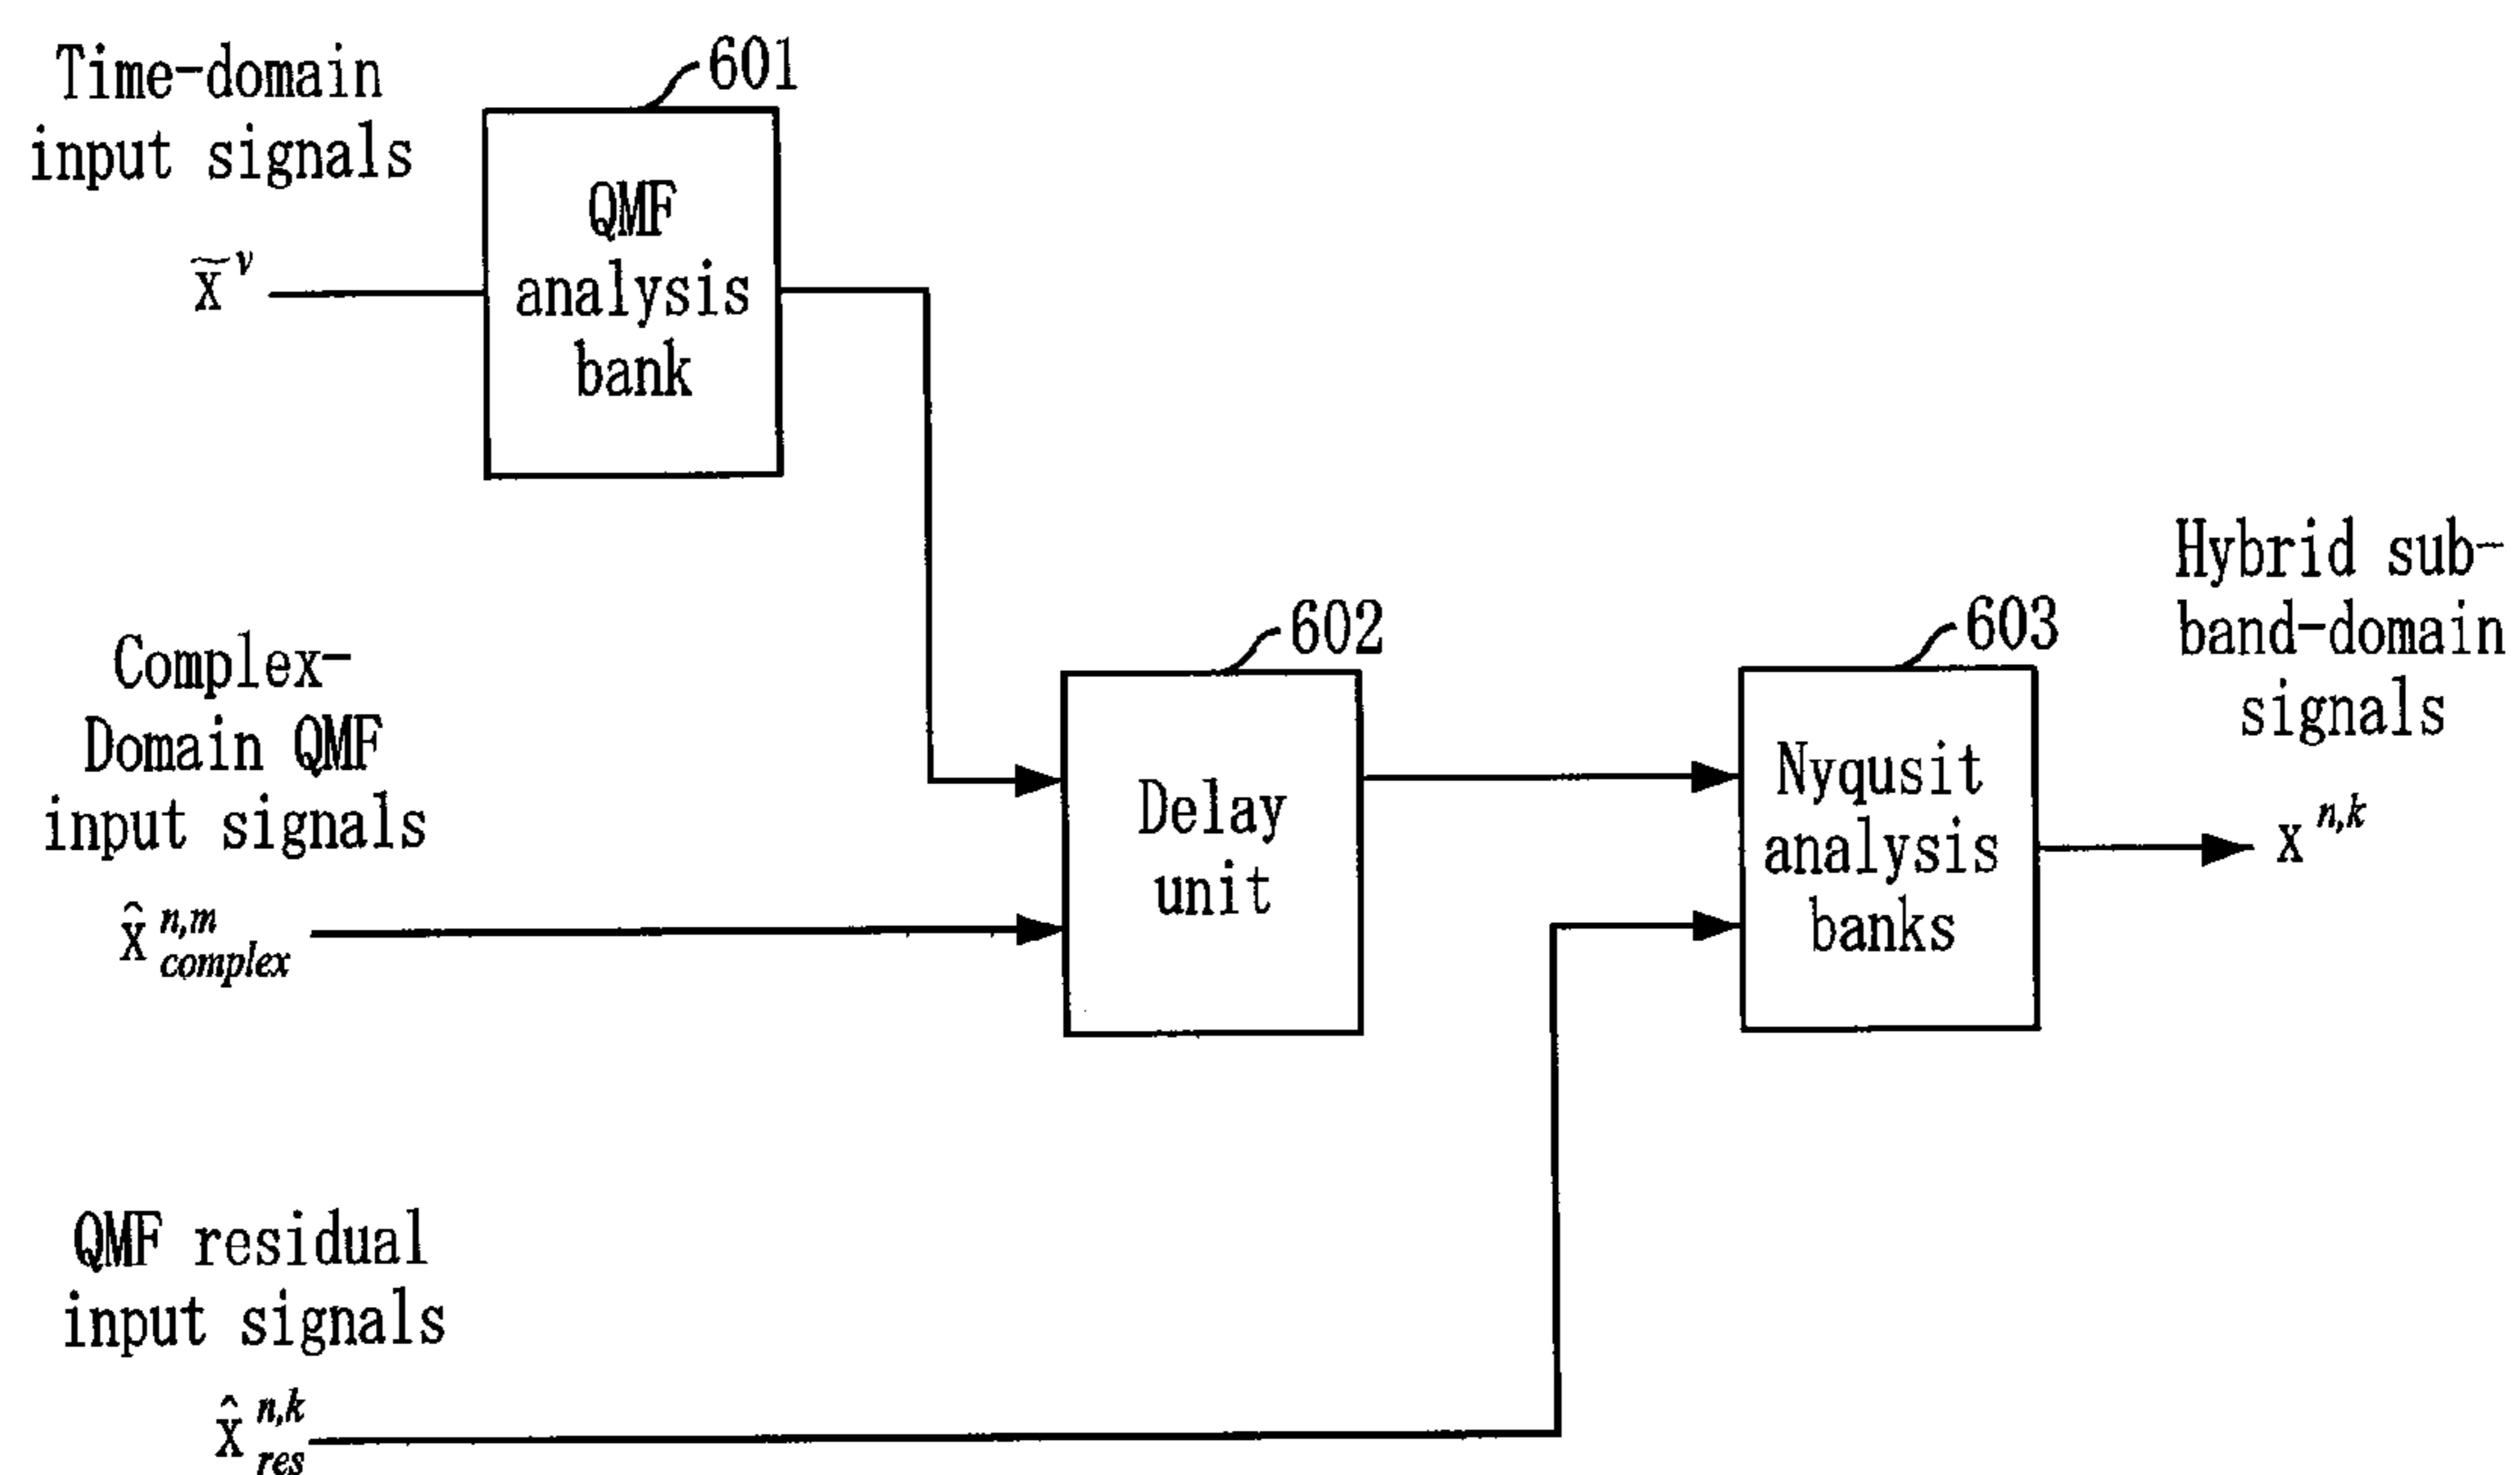 Time-domain
input signals
x̃ ν
601
QMF
analysis
bank
Complex-
Domain QMF
input signals
x̂ n,m complex
602
Delay
unit
603
Nyqusit
analysis
banks
Hybrid sub-
band-domain
signals
x n,k
QMF residual
input signals
x̂ n,k res